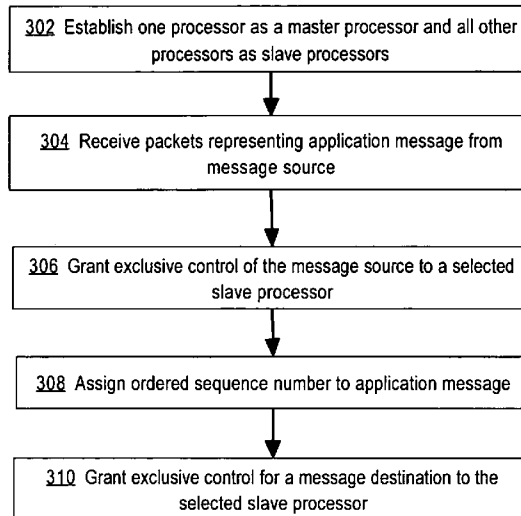 302 Establish one processor as a master processor and all other
processors as slave processors
304 Receive packets representing application message from
message source
306 Grant exclusive control of the message source to a selected
slave processor
308 Assign ordered sequence number to application message
310 Grant exclusive control for a message destination to the
selected slave processor